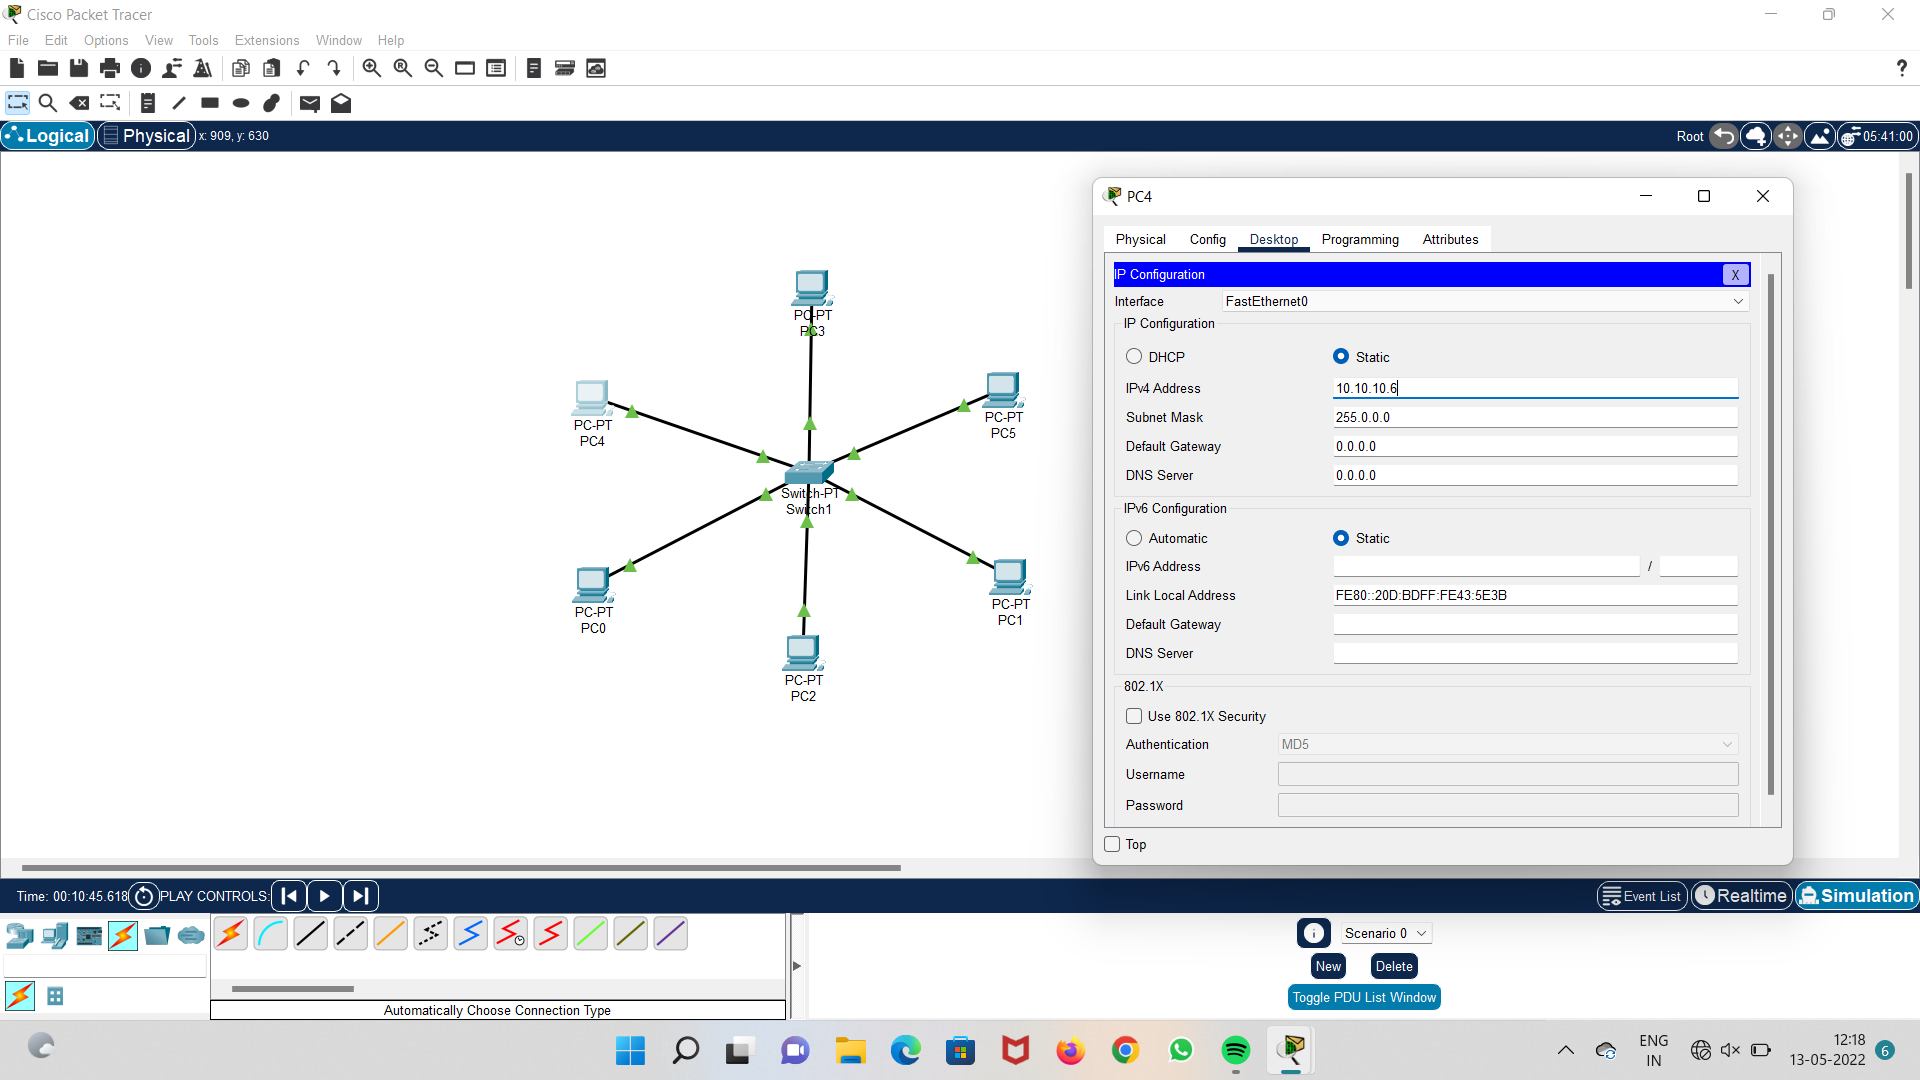 Cisco Packet Tracer
File Edit Options View Tools Extensions Window Help
?
Logical Physical x: 909, y: 630 Root 05:41:00
PC-PT
PC3
PC-PT
PC4
PC-PT
PC5
Switch-PT
Switch1
PC-PT
PC0
PC-PT
PC1
PC-PT
PC2
PC4
Physical Config Desktop Programming Attributes
IP Configuration X
Interface FastEthernet0
IP Configuration
DHCP Static
IPv4 Address 10.10.10.6
Subnet Mask 255.0.0.0
Default Gateway 0.0.0.0
DNS Server 0.0.0.0
IPv6 Configuration
Automatic Static
IPv6 Address /
Link Local Address FE80::20D:BDFF:FE43:5E3B
Default Gateway
DNS Server
802.1X
Use 802.1X Security
Authentication MD5
Username
Password
Top
Time: 00:10:45.618 PLAY CONTROLS: Event List Realtime Simulation
Scenario 0
New Delete
Toggle PDU List Window
Automatically Choose Connection Type
ENG
IN
12:18
13-05-2022
6